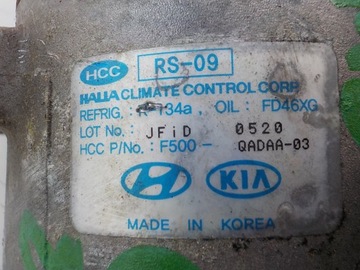 HCC RS-09
HALLA CLIMATE CONTROL CORP.
REFRIG. R-134a, OIL: FD46XG
LOT No.: JFiD 0520
HCC P/No.: F500- QADAA-03
KIA
MADE IN KOREA